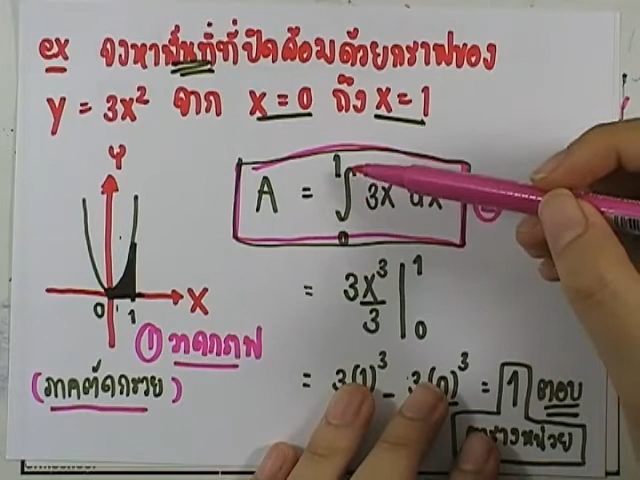 ex จงหาพื้นที่ที่ปิดล้อมด้วยกราฟของ
y = 3x² จาก x = 0 ถึง x = 1
Y
A = ∫₀¹ 3x dx
0 1 X
= 3x³/3 |₀¹
① วาดกราฟ
(ภาคตัดกรวย)
= 3(1)³ - 3(0)³ = 1 ตอบ
ตารางหน่วย